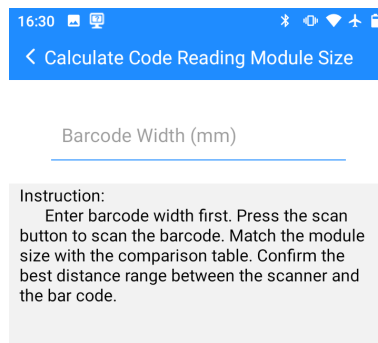 16:30
Calculate Code Reading Module Size
Barcode Width (mm)
Instruction:
Enter barcode width first. Press the scan
button to scan the barcode. Match the module
size with the comparison table. Confirm the
best distance range between the scanner and
the bar code.